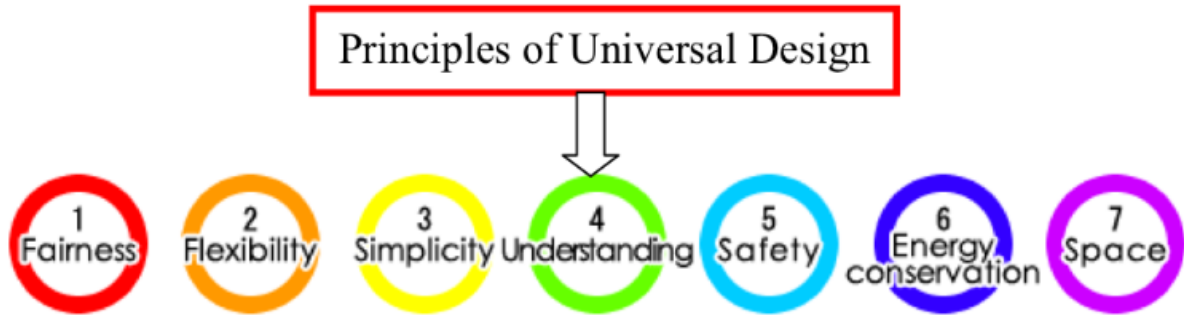 Principles of Universal Design
1
Fairness
2
Flexibility
3
Simplicity
4
Understanding
5
Safety
6
Energy
conservation
7
Space